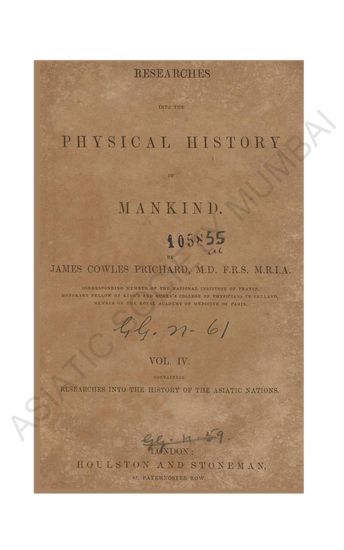 RESEARCHES
INTO THE
PHYSICAL HISTORY
OF
MANKIND.
105855
BY
JAMES COWLES PRICHARD, M.D. F.R.S. M.R.I.A.
CORRESPONDING MEMBER OF THE NATIONAL INSTITUTE OF FRANCE,
HONORARY FELLOW OF KING'S AND QUEEN'S COLLEGE OF PHYSICIANS IN IRELAND,
MEMBER OF THE ROYAL ACADEMY OF MEDICINE OF PARIS.
VOL. IV.
CONTAINING
RESEARCHES INTO THE HISTORY OF THE ASIATIC NATIONS.
LONDON:
HOULSTON AND STONEMAN,
65, PATERNOSTER ROW.
ASIATIC SOCIETY MUMBAI